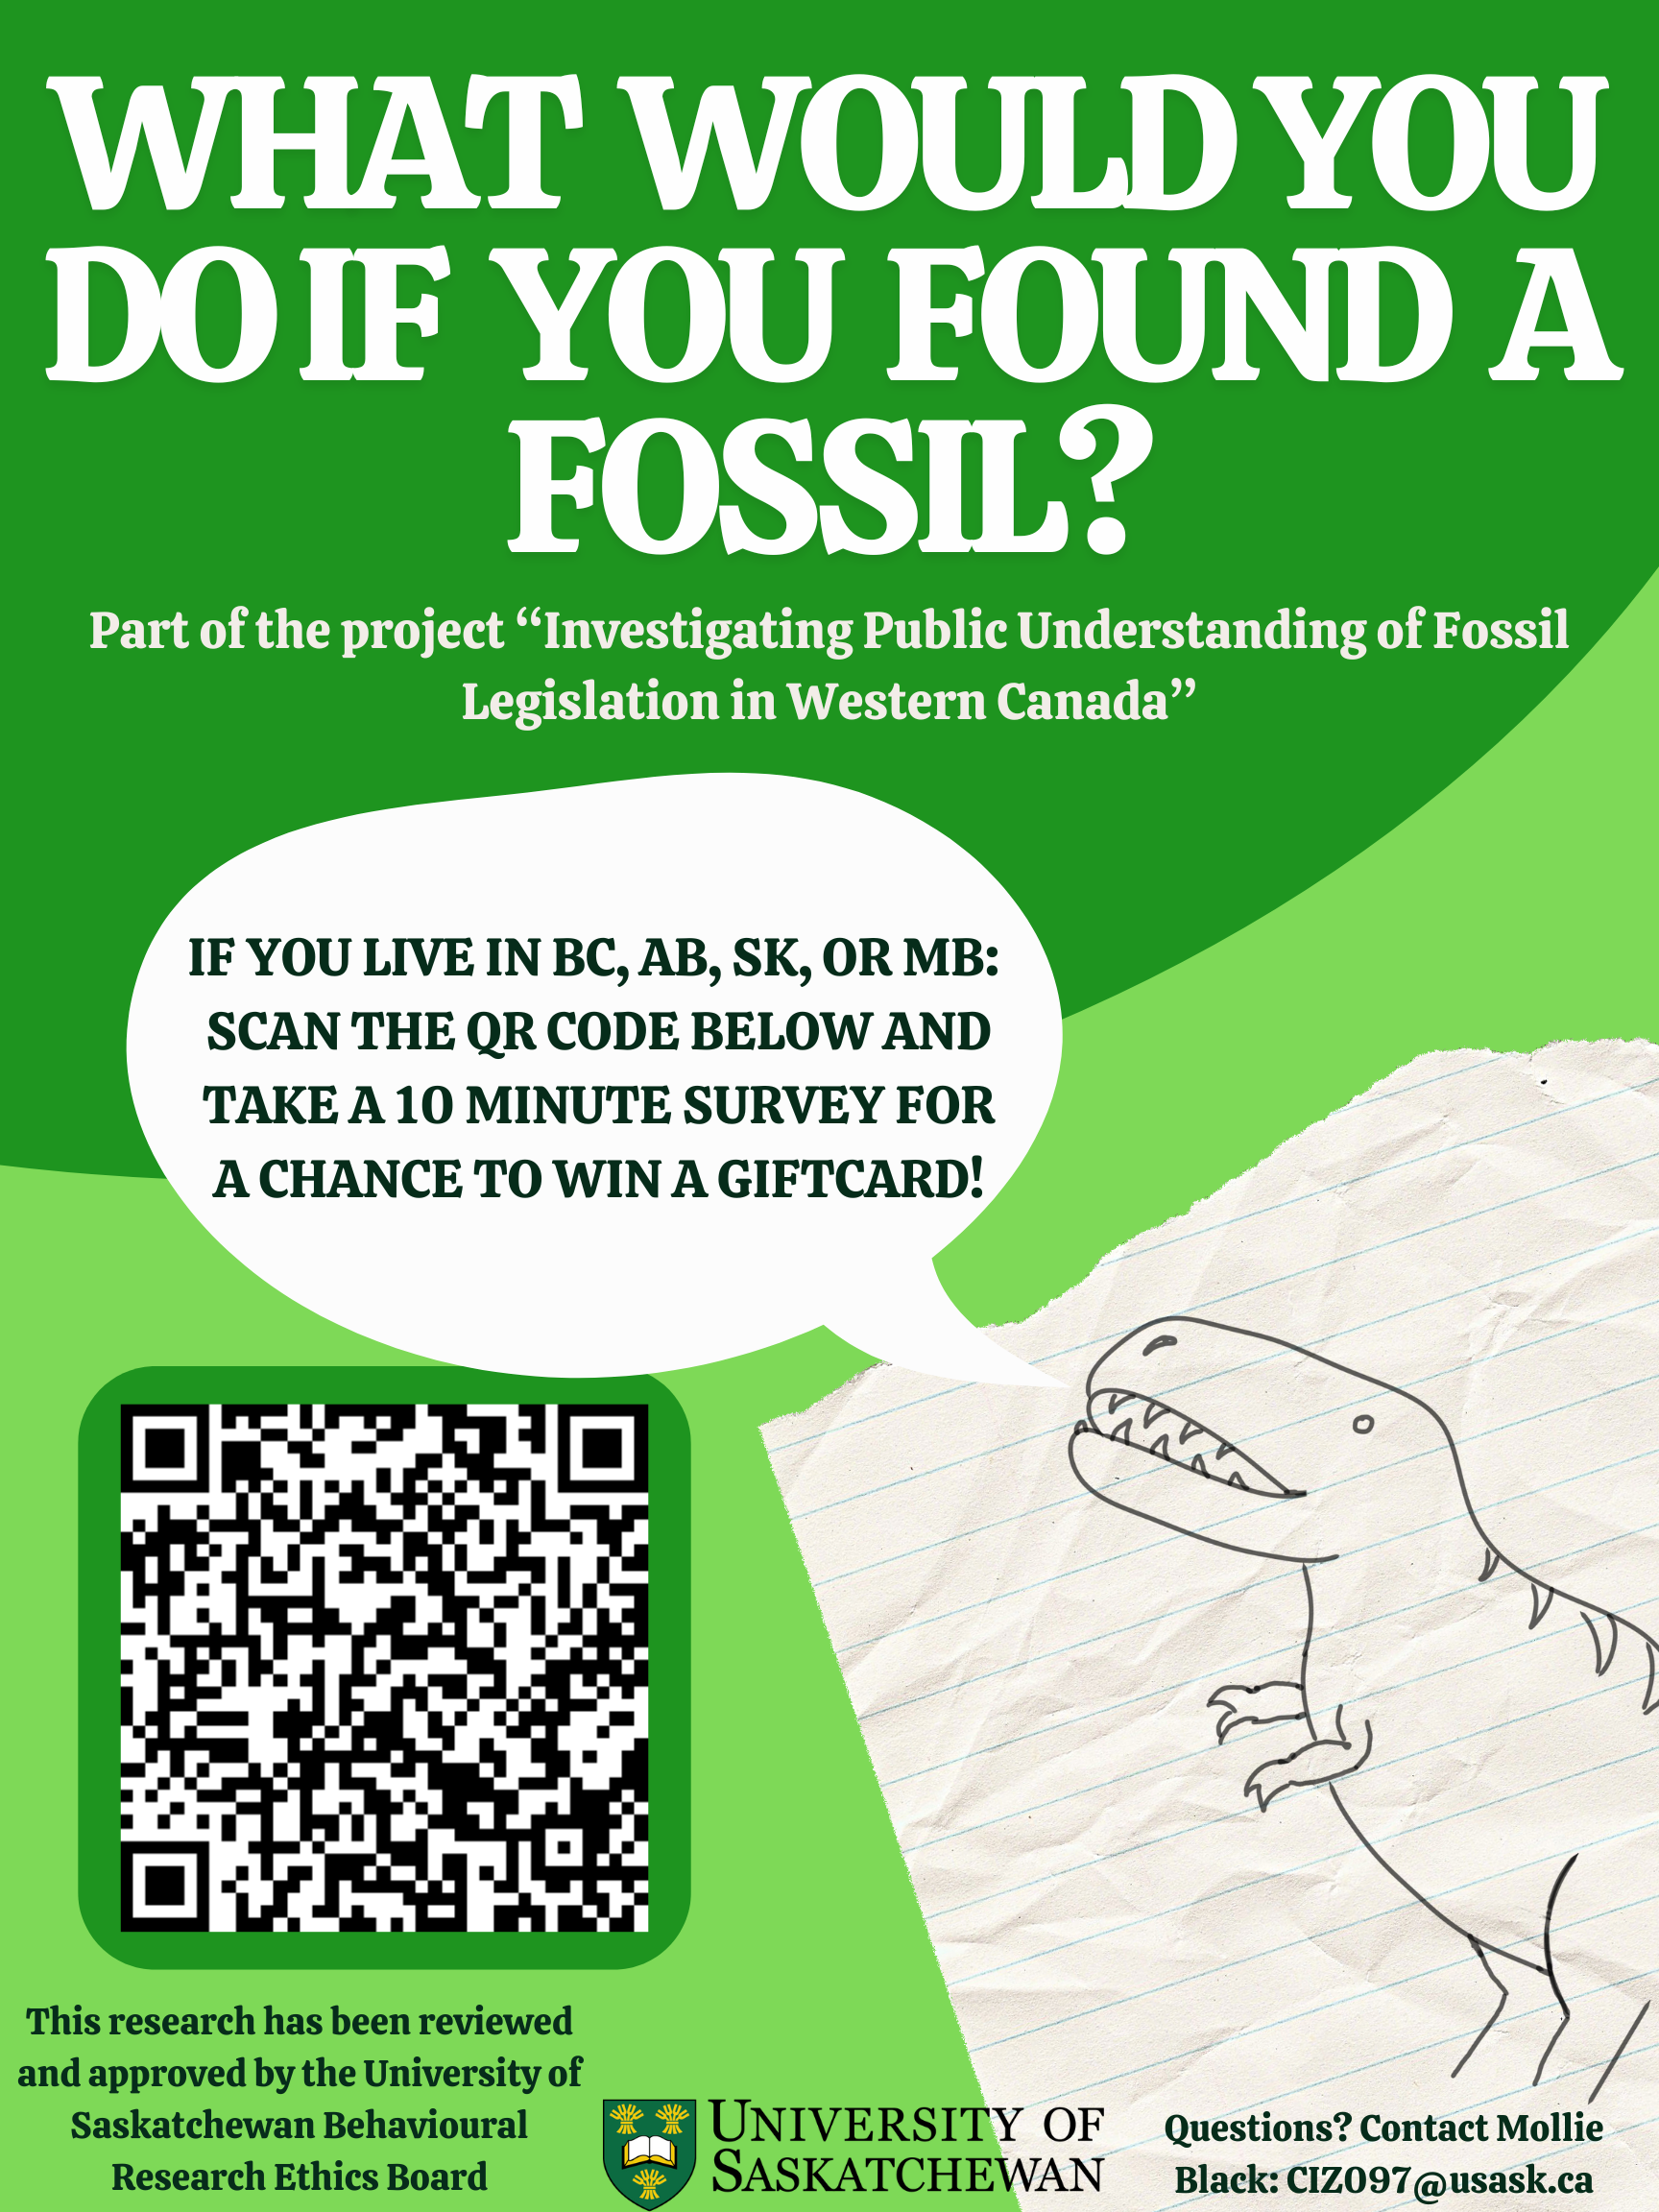 WHAT WOULD YOU
DO IF YOU FOUND A
FOSSIL?
Part of the project “Investigating Public Understanding of Fossil
Legislation in Western Canada”
IF YOU LIVE IN BC, AB, SK, OR MB:
SCAN THE QR CODE BELOW AND
TAKE A 10 MINUTE SURVEY FOR
A CHANCE TO WIN A GIFTCARD!
This research has been reviewed
and approved by the University of
Saskatchewan Behavioural
Research Ethics Board
UNIVERSITY OF
SASKATCHEWAN
Questions? Contact Mollie
Black: CIZ097@usask.ca